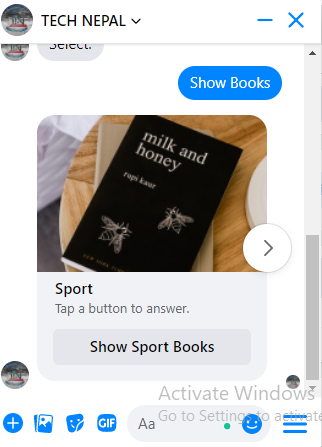 TECH NEPAL
Select.
Show Books
milk and
honey
rupi kaur
Sport
Tap a button to answer.
Show Sport Books
Activate Windows
Go to Settings to activate
GIF
Aa